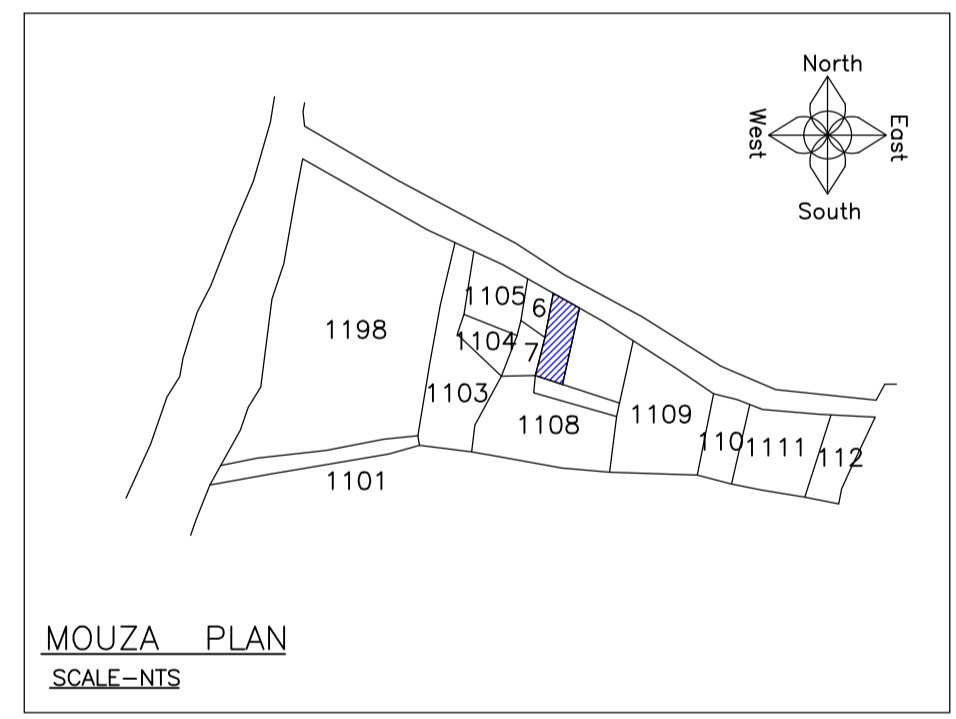 North
West
East
South
1105
6
1198
1104
7
1103
1108
1109
110
1111
112
1101
MOUZA PLAN
SCALE-NTS